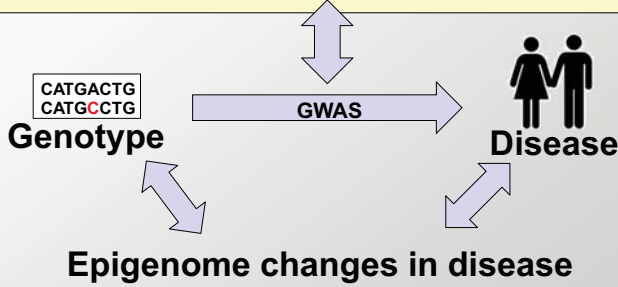 CATGACTG
CATGCCTG
Genotype
GWAS
Disease
Epigenome changes in disease